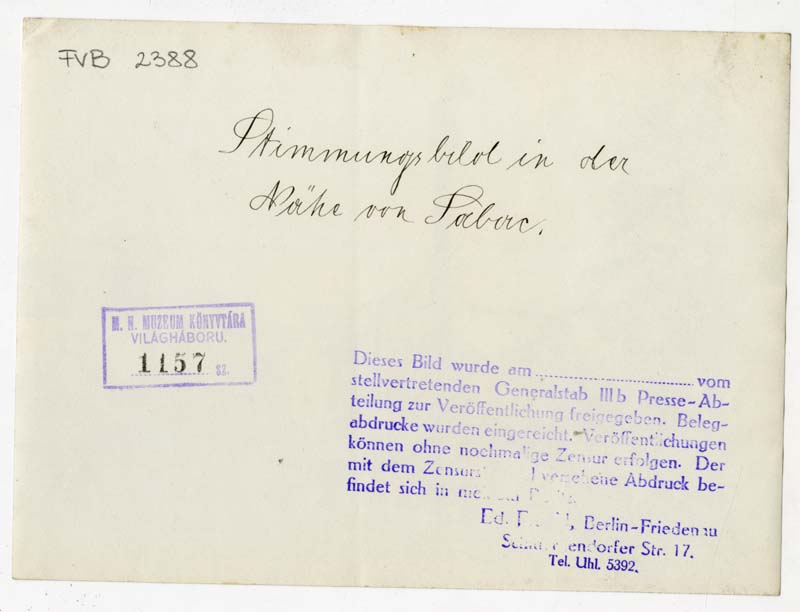 FVB 2388
Stimmungsbild in der
Nähe von Sabac.
M. N. MUZEUM KÖNYVTÁRA
VILÁGHÁBORU.
1157 SZ.
Dieses Bild wurde am .......... vom
stellvertretenden Generalstab IIIb Presse-Ab-
teilung zur Veröffentlichung freigegeben. Beleg-
abdrucke wurden eingereicht. Veröffentlichungen
können ohne nochmalige Zensur erfolgen. Der
mit dem versehene Abdruck be-
findet sich in
Ed. Berlin-Friedenau
Str. 17.
Tel. Uhl. 5392.